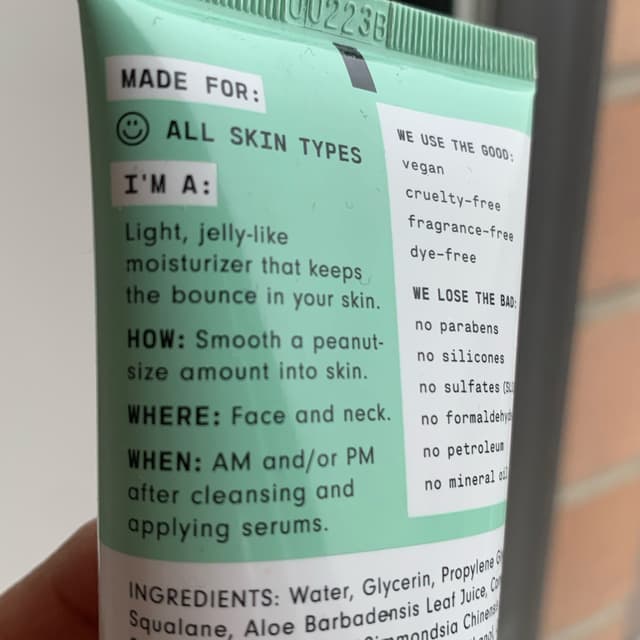 00223B
MADE FOR:
ALL SKIN TYPES
I'M A:
Light, jelly-like
moisturizer that keeps
the bounce in your skin.
HOW: Smooth a peanut-
size amount into skin.
WHERE: Face and neck.
WHEN: AM and/or PM
after cleansing and
applying serums.
WE USE THE GOOD:
vegan
cruelty-free
fragrance-free
dye-free
WE LOSE THE BAD:
no parabens
no silicones
no sulfates
no
no petroleum
no mineral
INGREDIENTS: Water, Glycerin, Propylene
Squalane, Aloe Barbadensis Leaf Juice,